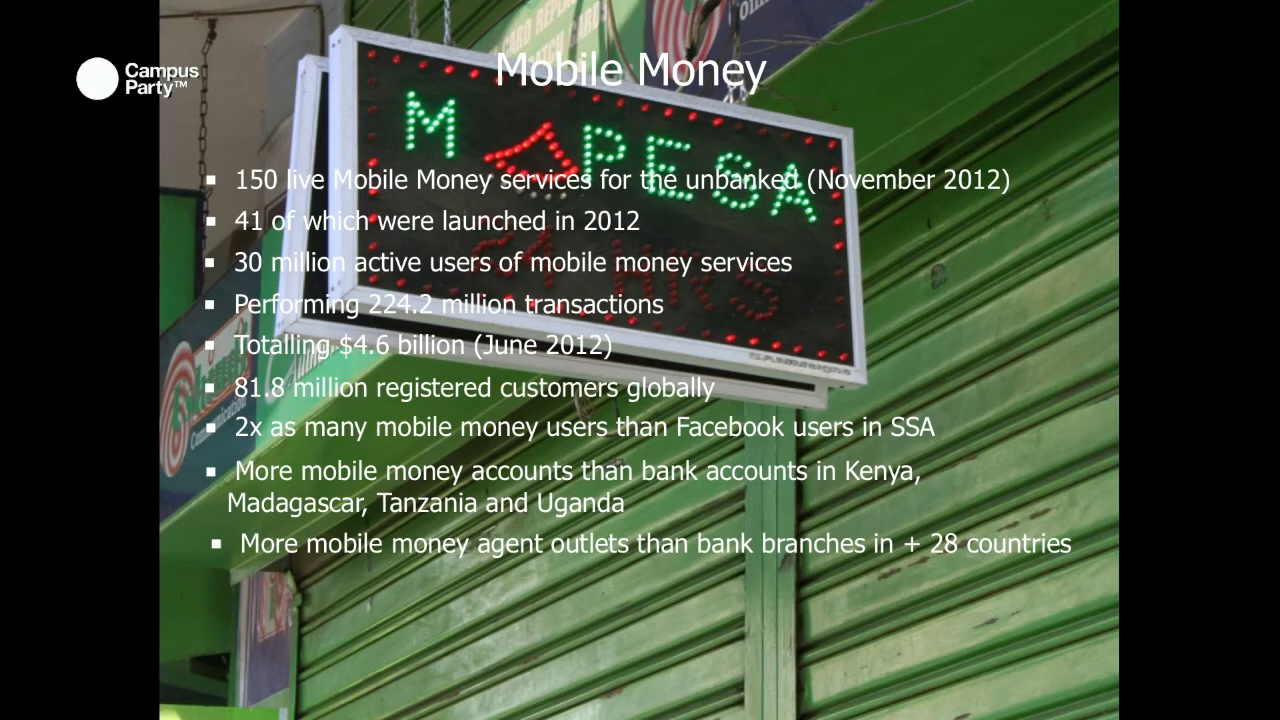 Campus
Party™
Mobile Money
M PESA
24 HRS
▪ 150 live Mobile Money services for the unbanked (November 2012)
▪ 41 of which were launched in 2012
▪ 30 million active users of mobile money services
▪ Performing 224.2 million transactions
▪ Totalling $4.6 billion (June 2012)
▪ 81.8 million registered customers globally
▪ 2x as many mobile money users than Facebook users in SSA
▪ More mobile money accounts than bank accounts in Kenya,
Madagascar, Tanzania and Uganda
▪ More mobile money agent outlets than bank branches in + 28 countries